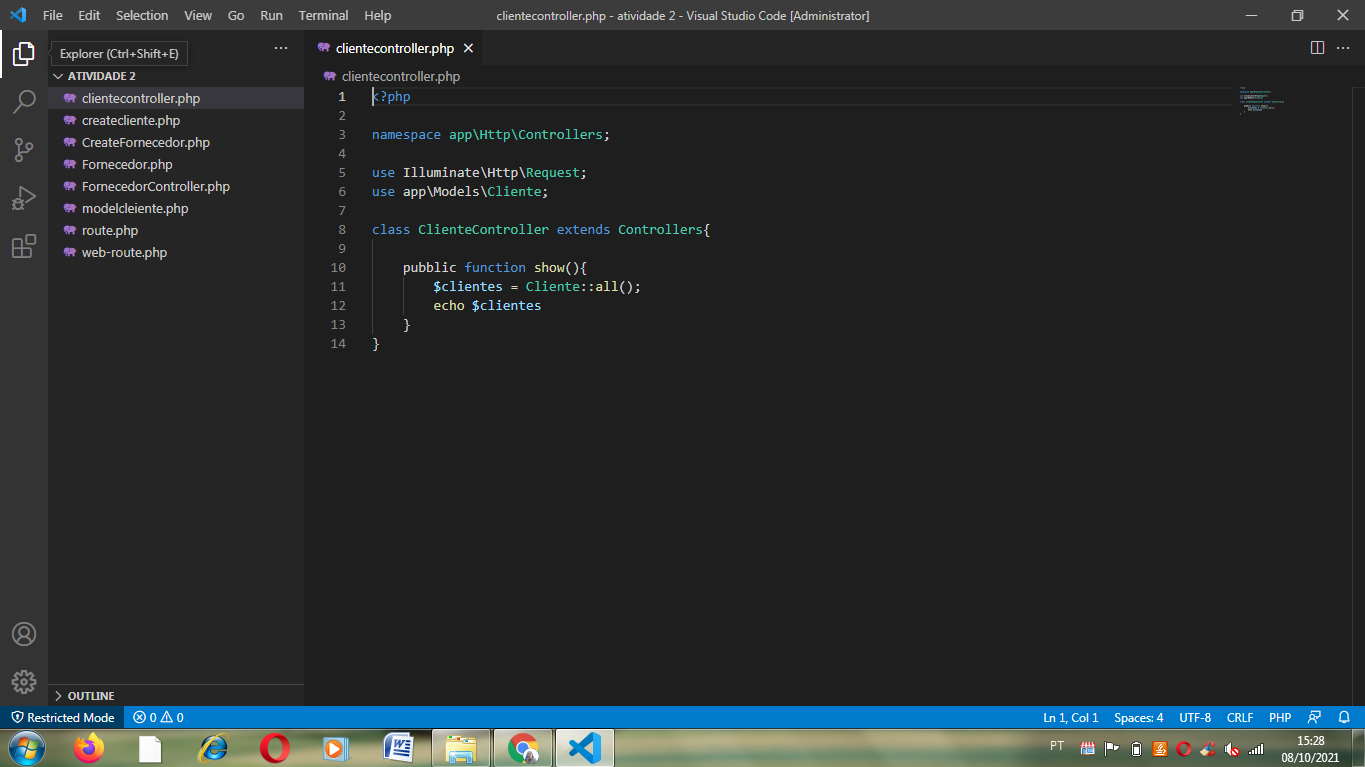 File Edit Selection View Go Run Terminal Help
clientecontroller.php - atividade 2 - Visual Studio Code [Administrator]
Explorer (Ctrl+Shift+E)
ATIVIDADE 2
clientecontroller.php
createcliente.php
CreateFornecedor.php
Fornecedor.php
FornecedorController.php
modelcleiente.php
route.php
web-route.php
OUTLINE
clientecontroller.php
clientecontroller.php
1 <?php
2
3 namespace app\Http\Controllers;
4
5 use Illuminate\Http\Request;
6 use app\Models\Cliente;
7
8 class ClienteController extends Controllers{
9
10 pubblic function show(){
11 $clientes = Cliente::all();
12 echo $clientes
13 }
14 }
Restricted Mode 0 0 Ln 1, Col 1 Spaces: 4 UTF-8 CRLF PHP
PT
15:28
08/10/2021